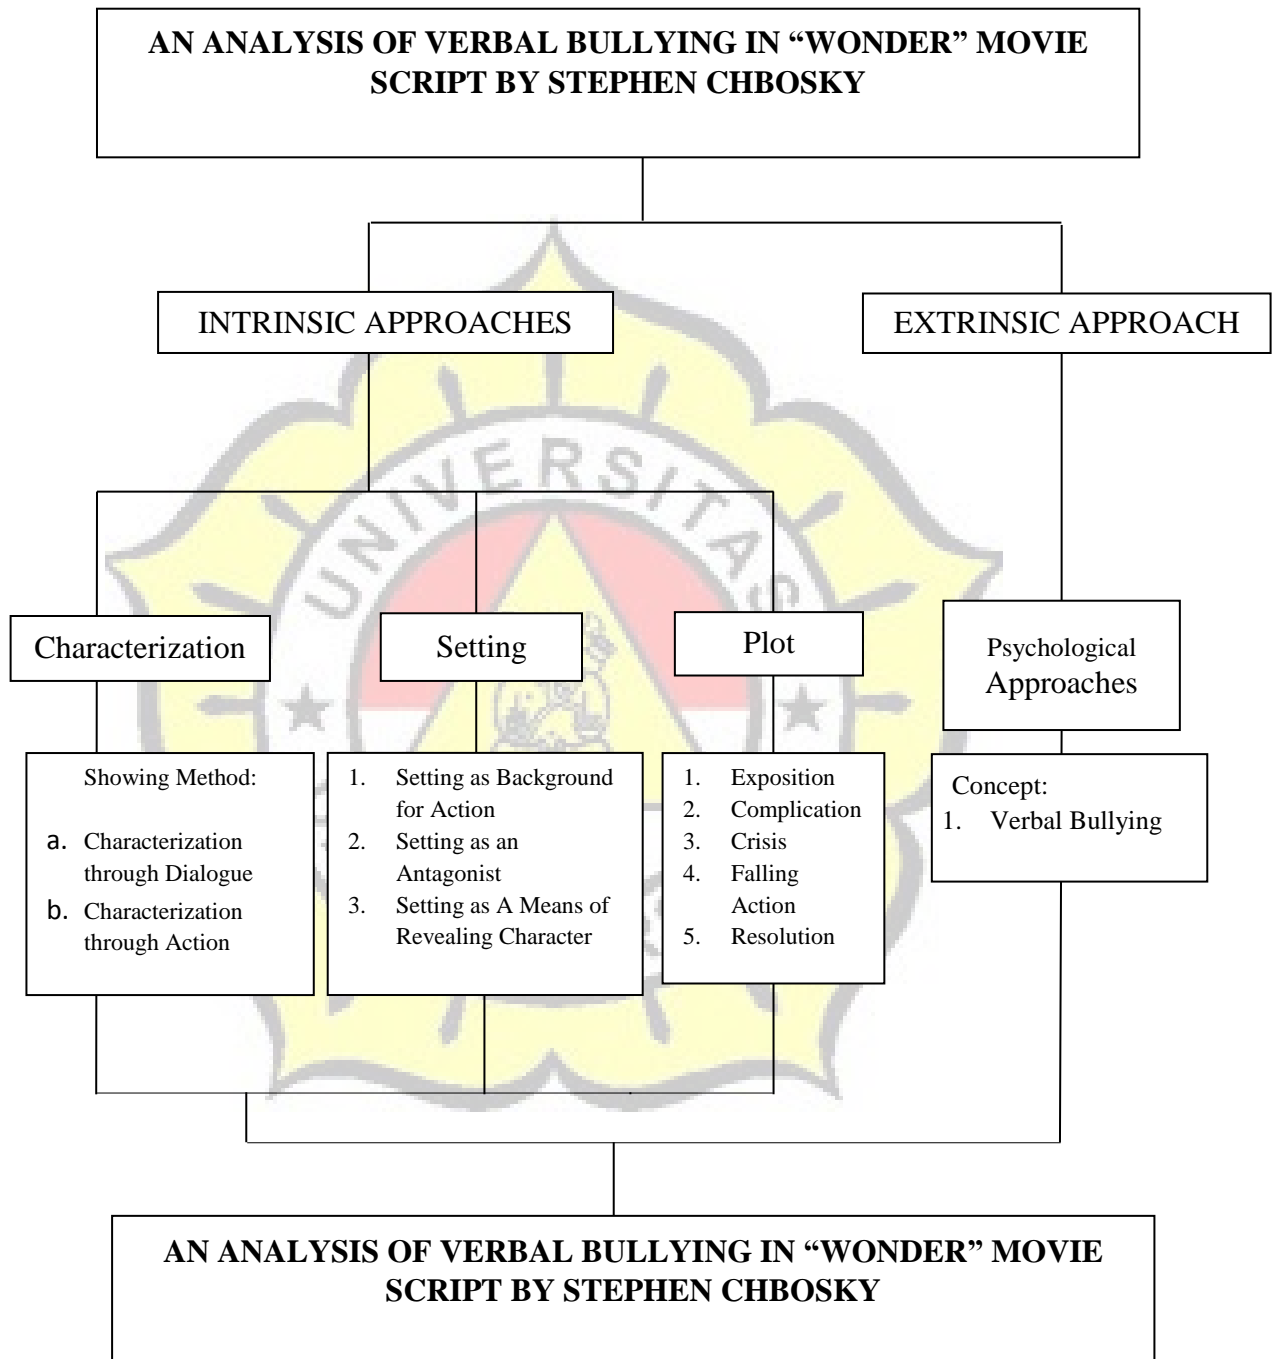 AN ANALYSIS OF VERBAL BULLYING IN “WONDER” MOVIE
SCRIPT BY STEPHEN CHBOSKY
INTRINSIC APPROACHES
EXTRINSIC APPROACH
UNIVERSITAS
Characterization
Setting
Plot
Psychological
Approaches
Showing Method:
a. Characterization
through Dialogue
b. Characterization
through Action
1. Setting as Background
for Action
2. Setting as an
Antagonist
3. Setting as A Means of
Revealing Character
1. Exposition
2. Complication
3. Crisis
4. Falling
Action
5. Resolution
Concept:
1. Verbal Bullying
AN ANALYSIS OF VERBAL BULLYING IN “WONDER” MOVIE
SCRIPT BY STEPHEN CHBOSKY